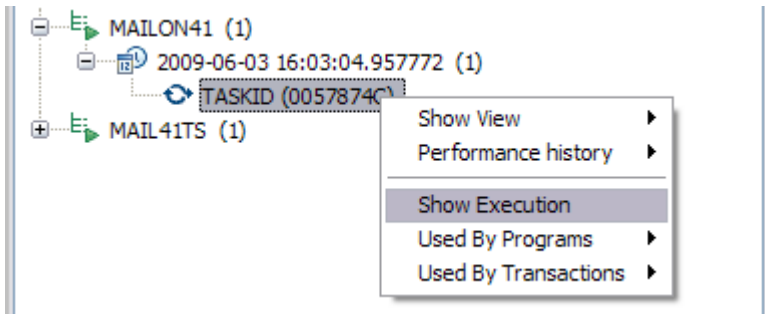 MAILON41 (1)
2009-06-03 16:03:04.957772 (1)
TASKID (0057874C)
MAIL41TS (1)
Show View
Performance history
Show Execution
Used By Programs
Used By Transactions